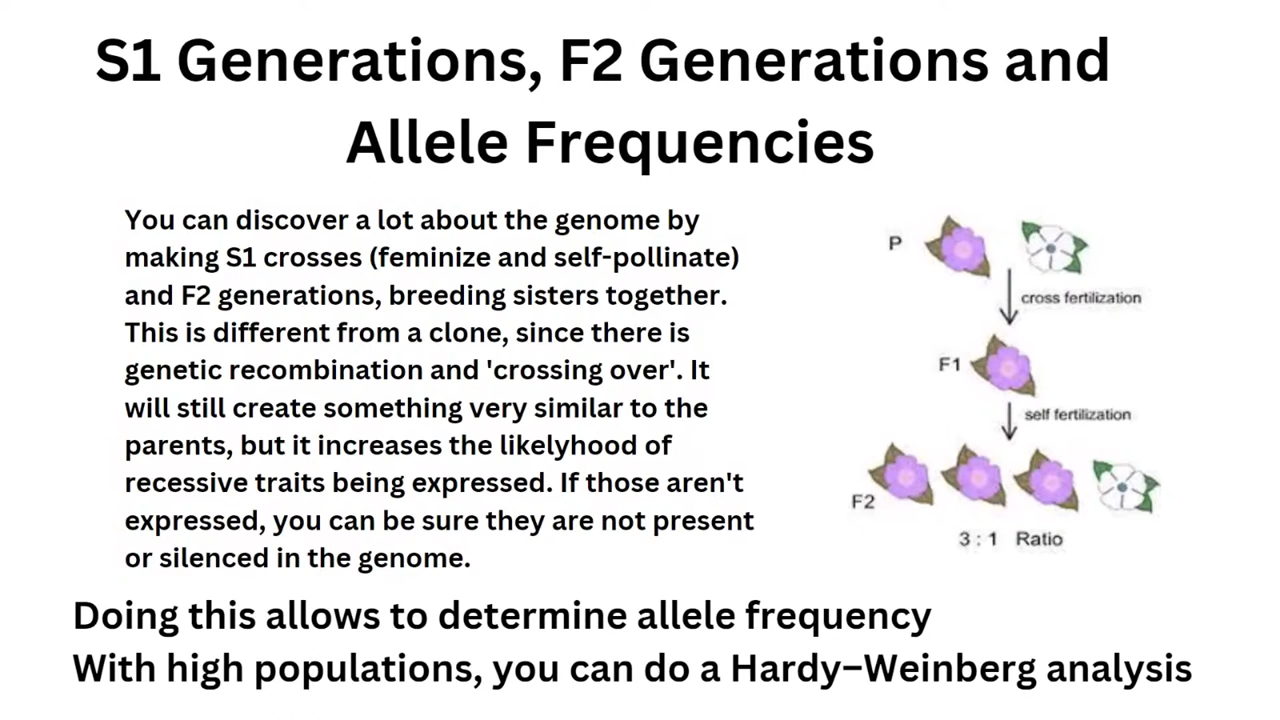 S1 Generations, F2 Generations and
Allele Frequencies
You can discover a lot about the genome by
making S1 crosses (feminize and self-pollinate)
and F2 generations, breeding sisters together.
This is different from a clone, since there is
genetic recombination and 'crossing over'. It
will still create something very similar to the
parents, but it increases the likelyhood of
recessive traits being expressed. If those aren't
expressed, you can be sure they are not present
or silenced in the genome.
P
cross fertilization
F1
self fertilization
F2
3 : 1 Ratio
Doing this allows to determine allele frequency
With high populations, you can do a Hardy–Weinberg analysis